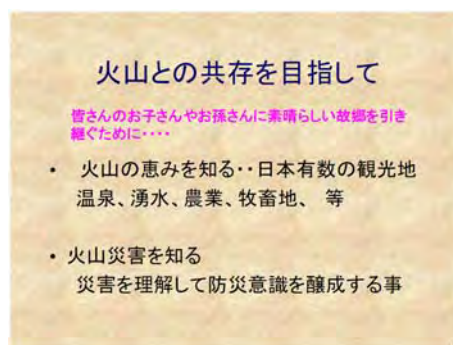 火山との共存を目指して
皆さんのお子さんやお孫さんに素晴らしい故郷を引き
継ぐために・・・・
・ 火山の恵みを知る・・日本有数の観光地
温泉、湧水、農業、牧畜地、 等
・ 火山災害を知る
災害を理解して防災意識を醸成する事